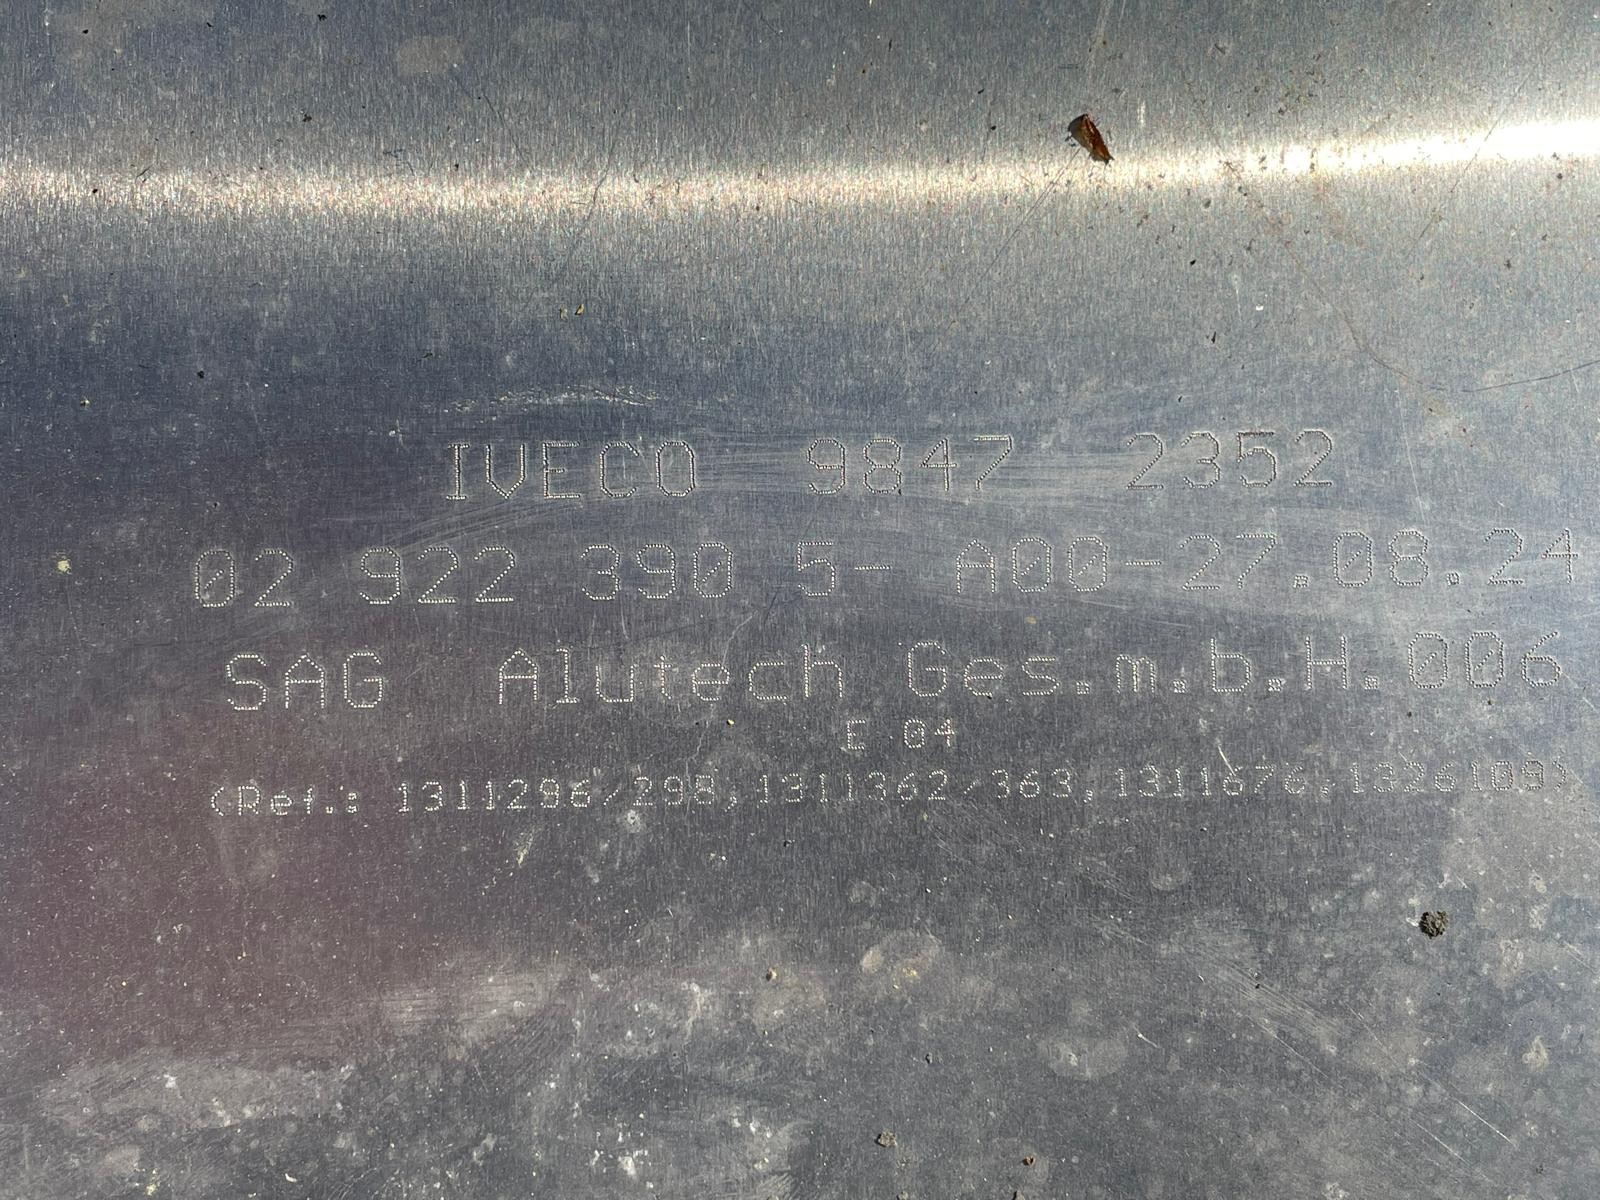 IVECO 9847 2352
02 922 390 5- A00-27.08.24
SAG Alutech Ges.m.b.H.006
E 04
(Ref.: 1311296/298,1311362/363,1311676,1326109)